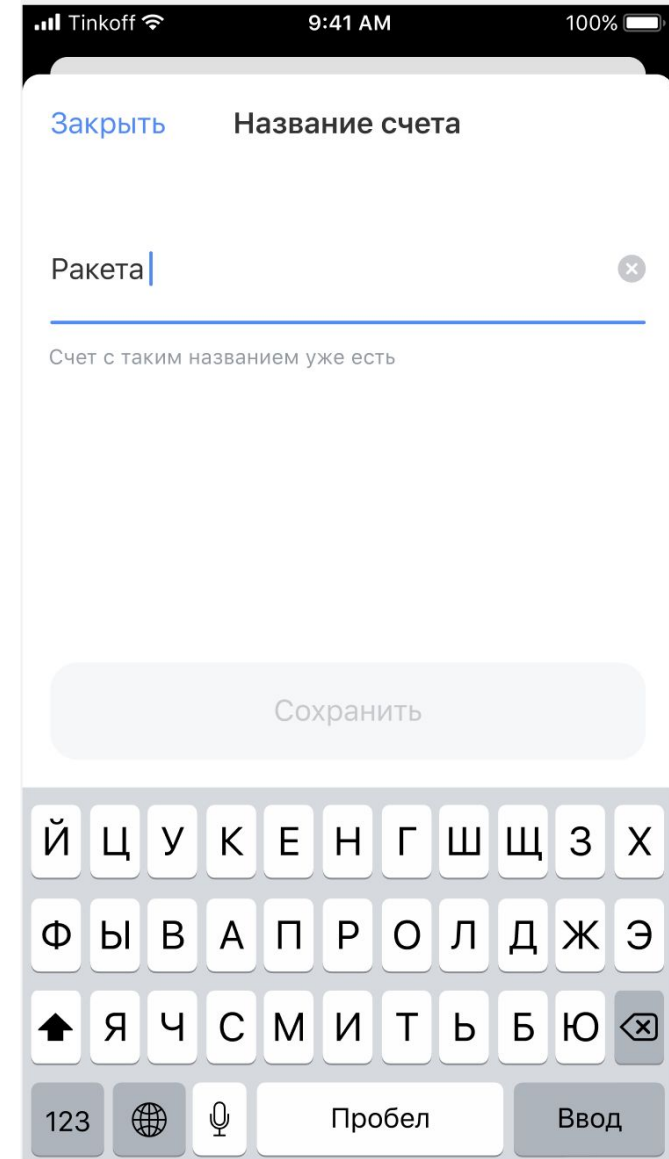 Tinkoff 9:41 AM 100%
Закрыть Название счета
Ракета
Счет с таким названием уже есть
Сохранить
Й Ц У К Е Н Г Ш Щ З Х
Ф Ы В А П Р О Л Д Ж Э
Я Ч С М И Т Ь Б Ю
123 Пробел Ввод